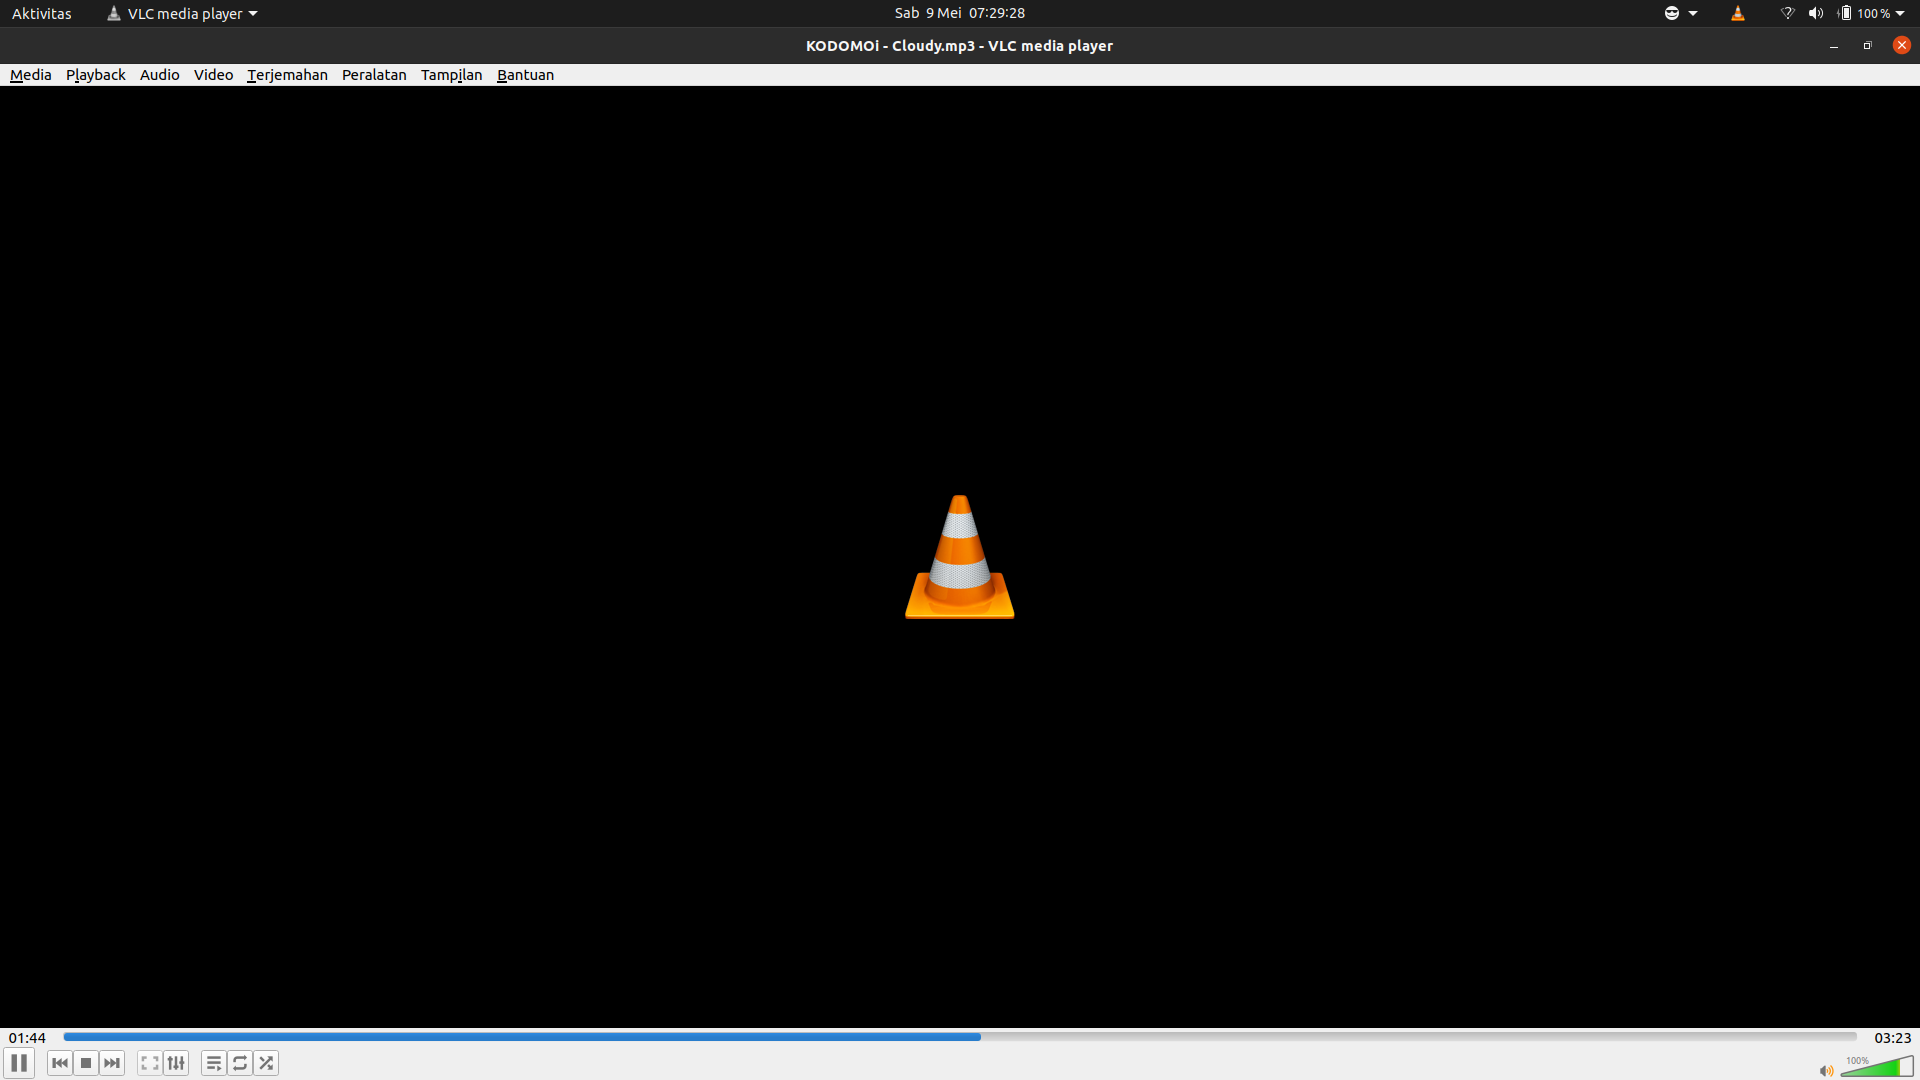 Aktivitas VLC media player Sab 9 Mei 07:29:28 100 %
KODOMOi - Cloudy.mp3 - VLC media player
Media Playback Audio Video Terjemahan Peralatan Tampilan Bantuan
01:44 03:23
100%